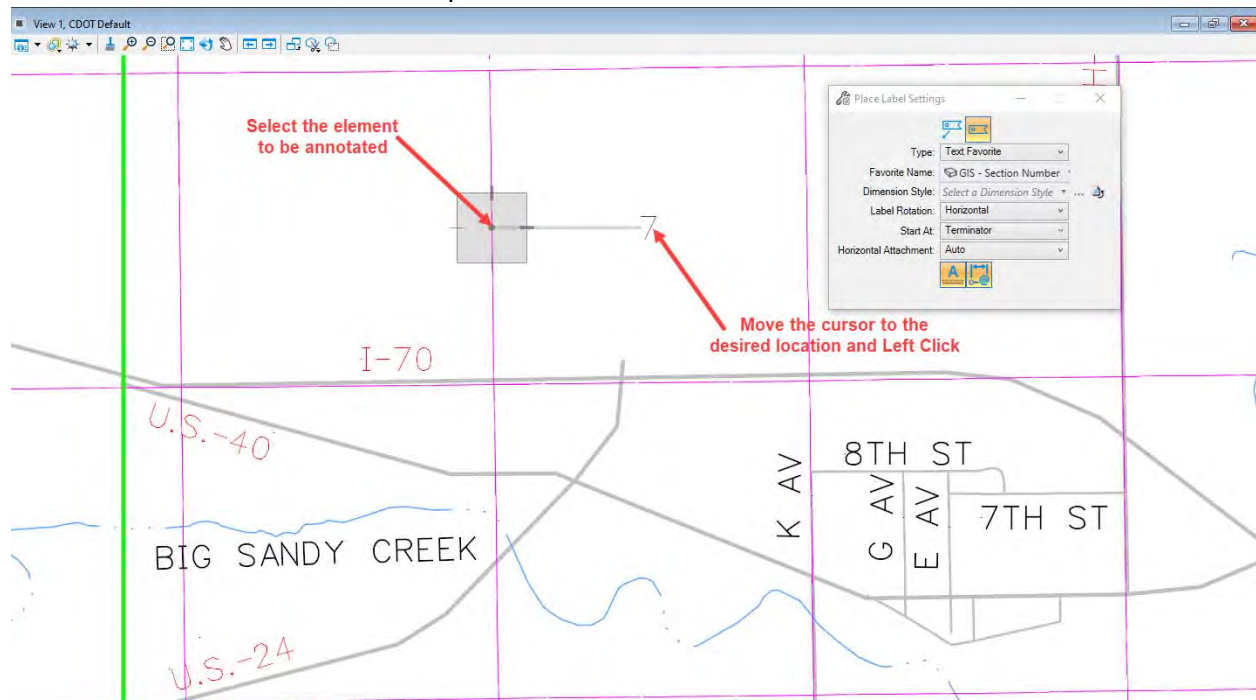 View 1, CDOT Default
Select the element
to be annotated
Place Label Settings
Type: Text Favorite
Favorite Name: GIS - Section Number
Dimension Style: Select a Dimension Style
Label Rotation: Horizontal
Start At: Terminator
Horizontal Attachment: Auto
A
7
Move the cursor to the
desired location and Left Click
I-70
U.S.-40
8TH ST
K AV
G AV
E AV
7TH ST
BIG SANDY CREEK
U.S.-24